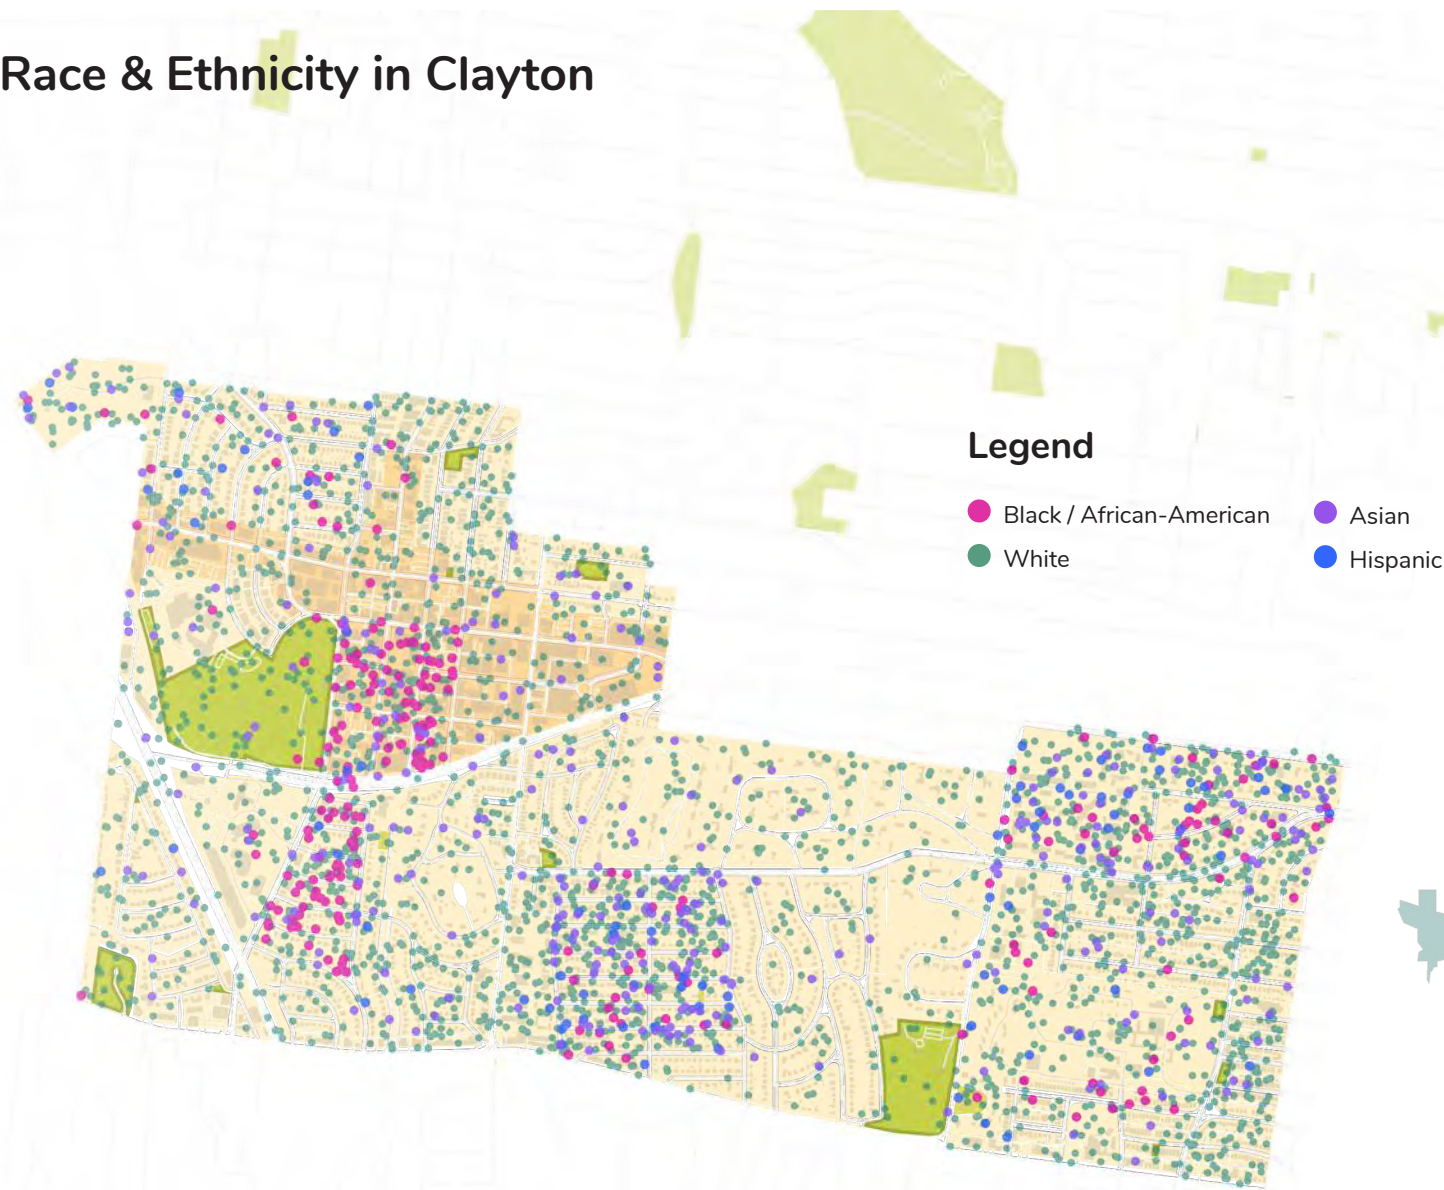 Race & Ethnicity in Clayton
Legend
Black / African-American
Asian
White
Hispanic